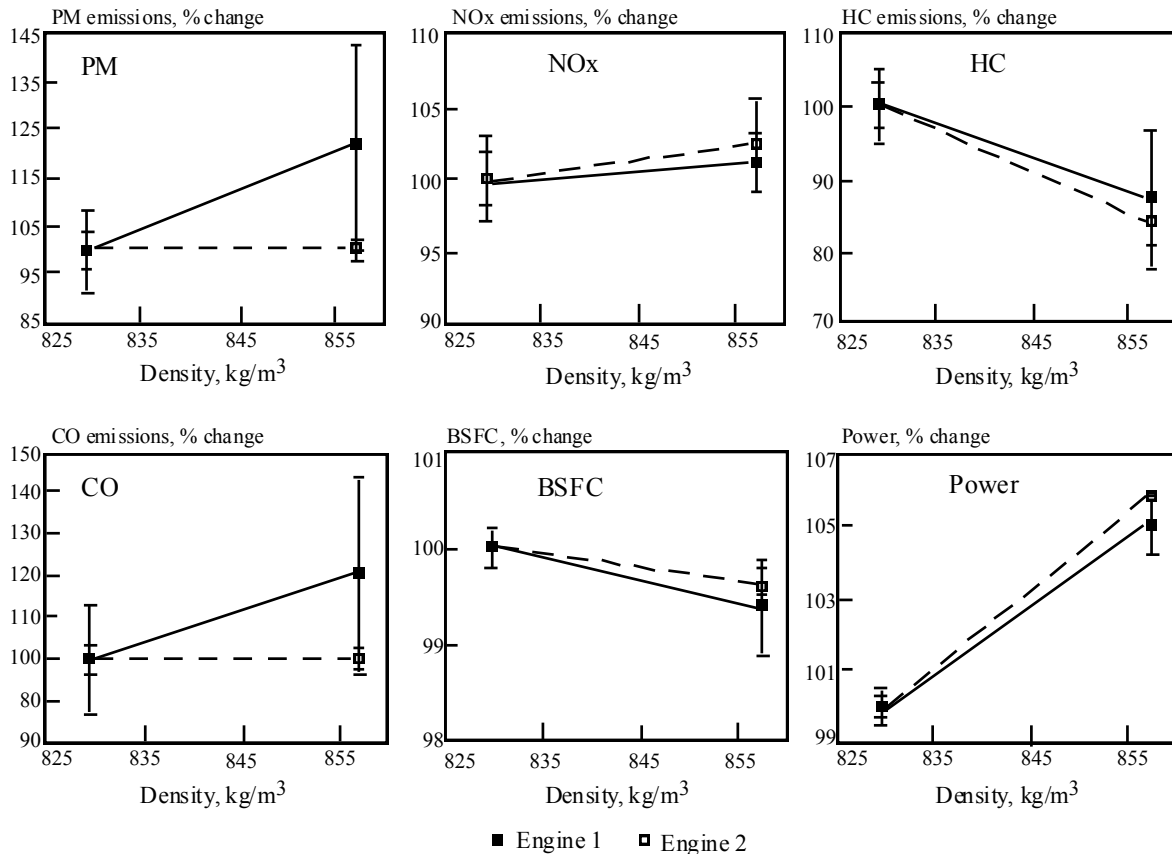 PM emissions, % change
NOx emissions, % change
HC emissions, % change
145
135
125
115
105
95
85
PM
825 835 845 855
Density, kg/m³
110
105
100
95
90
NOx
825 835 845 855
Density, kg/m³
110
100
90
80
70
HC
825 835 845 855
Density, kg/m³
CO emissions, % change
BSFC, % change
Power, % change
150
140
130
120
110
100
80
90
CO
825 835 845 855
Density, kg/m³
101
100
99
98
BSFC
825 835 845 855
Density, kg/m³
107
105
103
101
99
Power
825 835 845 855
Density, kg/m³
Engine 1 Engine 2